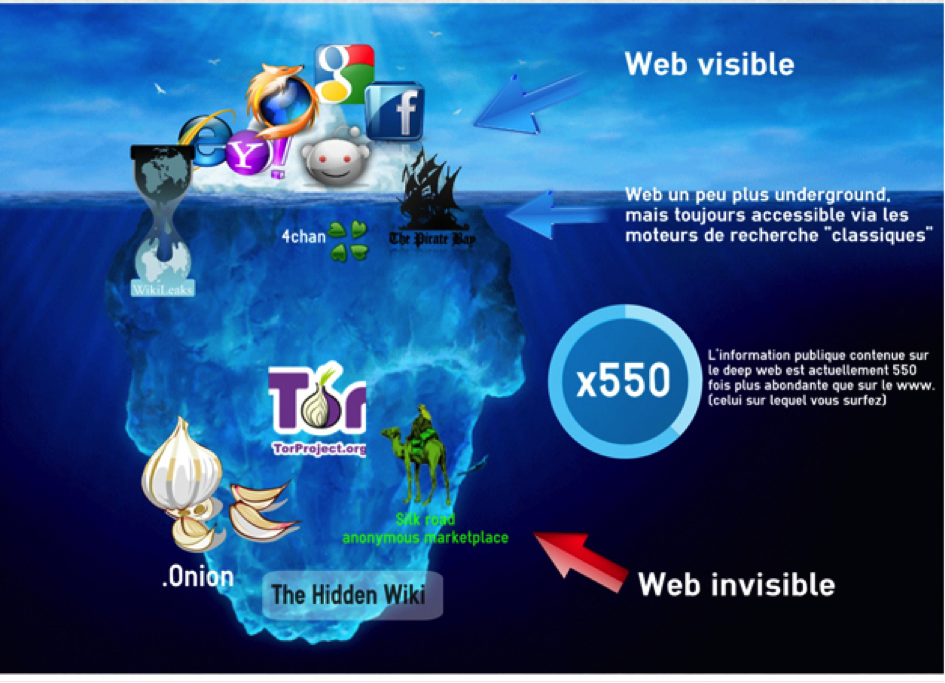 Web visible
Web un peu plus underground,
mais toujours accessible via les
moteurs de recherche "classiques"
4chan
The Pirate Bay
WikiLeaks
x550
L'information publique contenue sur
le deep web est actuellement 550
fois plus abondante que sur le www.
(celui sur lequel vous surfez)
Tor
TorProject.org
Silk road
anonymous marketplace
.Onion
The Hidden Wiki
Web invisible
g
f
e
Y!